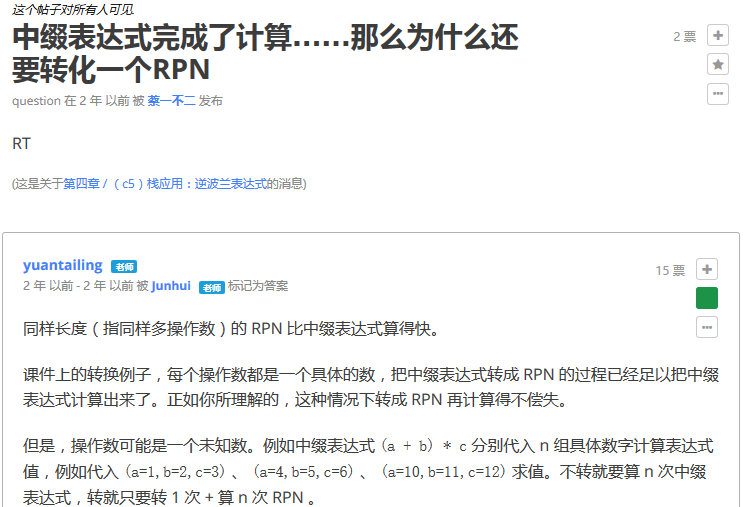 这个帖子对所有人可见.
中缀表达式完成了计算……那么为什么还
要转化一个RPN
2 票
question 在 2 年 以前 被 蔡一不二 发布
RT
(这是关于第四章 / （c5）栈应用：逆波兰表达式的消息)
yuantailing 老师
15 票
2 年 以前 - 2 年 以前 被 Junhui 老师 标记为答案
同样长度（指同样多操作数）的 RPN 比中缀表达式算得快。
课件上的转换例子，每个操作数都是一个具体的数，把中缀表达式转成 RPN 的过程已经足以把中缀
表达式计算出来了。正如你所理解的，这种情况下转成 RPN 再计算得不偿失。
但是，操作数可能是一个未知数。例如中缀表达式 (a + b) * c 分别代入 n 组具体数字计算表达式
值，例如代入 (a=1,b=2,c=3) 、 (a=4,b=5,c=6) 、 (a=10,b=11,c=12) 求值。不转就要算 n 次中缀
表达式，转就只要转 1 次 + 算 n 次 RPN 。